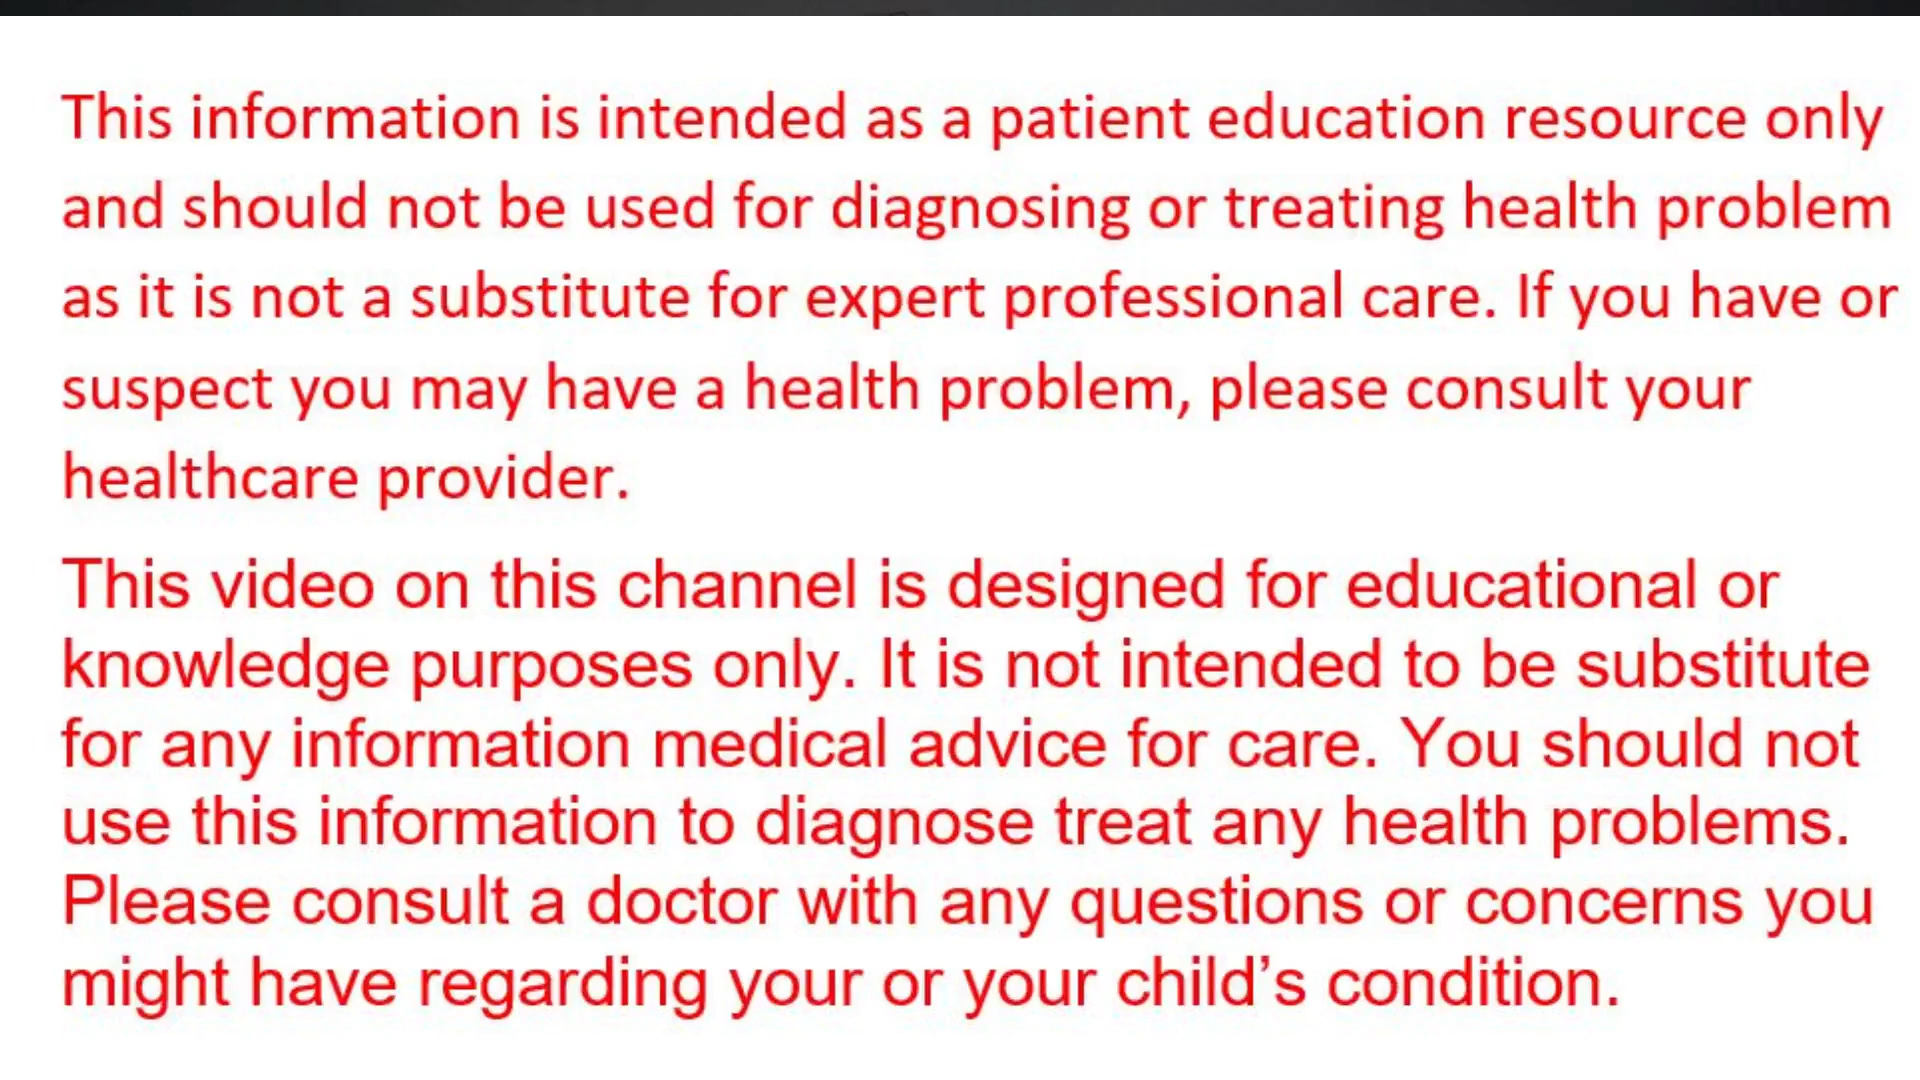 This information is intended as a patient education resource only
and should not be used for diagnosing or treating health problem
as it is not a substitute for expert professional care. If you have or
suspect you may have a health problem, please consult your
healthcare provider.
This video on this channel is designed for educational or
knowledge purposes only. It is not intended to be substitute
for any information medical advice for care. You should not
use this information to diagnose treat any health problems.
Please consult a doctor with any questions or concerns you
might have regarding your or your child’s condition.